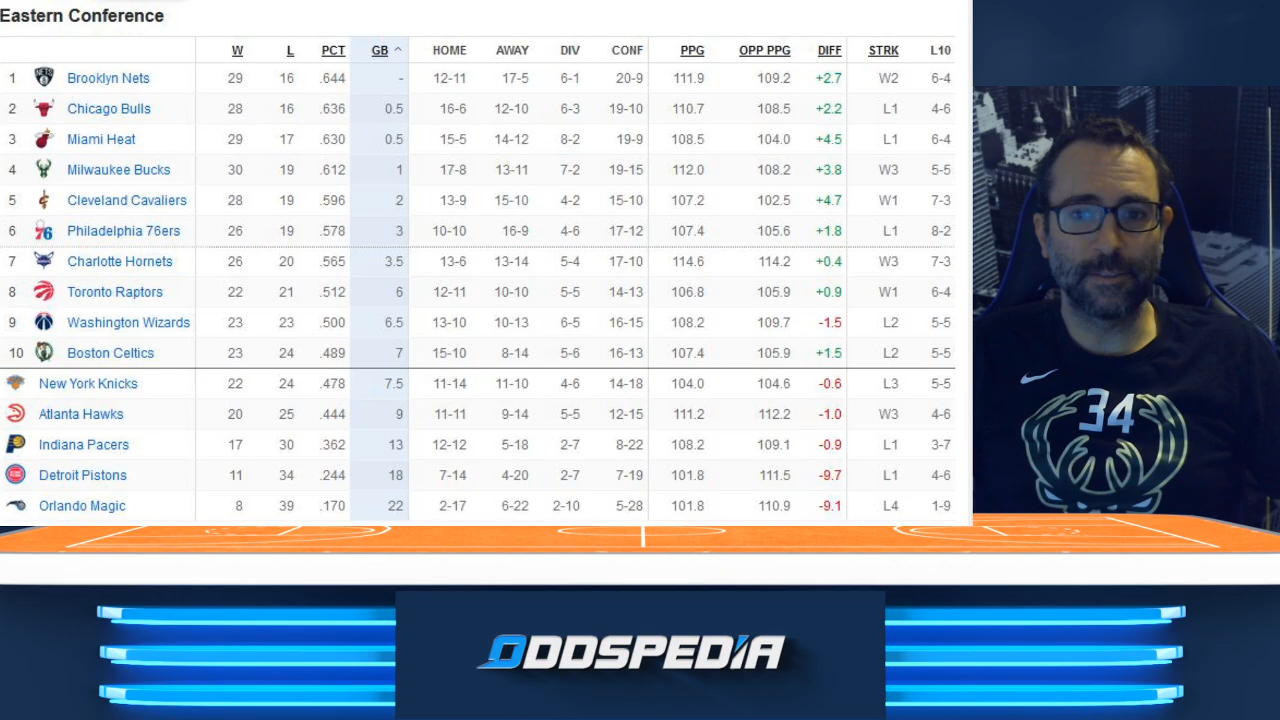 Eastern Conference
W L PCT GB ^ HOME AWAY DIV CONF PPG OPP PPG DIFF STRK L10
1 NETS Brooklyn Nets 29 16 .644 - 12-11 17-5 6-1 20-9 111.9 109.2 +2.7 W2 6-4
2 Chicago Bulls 28 16 .636 0.5 16-6 12-10 6-3 19-10 110.7 108.5 +2.2 L1 4-6
3 Miami Heat 29 17 .630 0.5 15-5 14-12 8-2 19-9 108.5 104.0 +4.5 L1 6-4
4 Milwaukee Bucks 30 19 .612 1 17-8 13-11 7-2 19-15 112.0 108.2 +3.8 W3 5-5
5 Cleveland Cavaliers 28 19 .596 2 13-9 15-10 4-2 15-10 107.2 102.5 +4.7 W1 7-3
6 76 Philadelphia 76ers 26 19 .578 3 10-10 16-9 4-6 17-12 107.4 105.6 +1.8 L1 8-2
7 Charlotte Hornets 26 20 .565 3.5 13-6 13-14 5-4 17-10 114.6 114.2 +0.4 W3 7-3
8 Toronto Raptors 22 21 .512 6 12-11 10-10 5-5 14-13 106.8 105.9 +0.9 W1 6-4
9 Washington Wizards 23 23 .500 6.5 13-10 10-13 6-5 16-15 108.2 109.7 -1.5 L2 5-5
10 Boston Celtics 23 24 .489 7 15-10 8-14 5-6 16-13 107.4 105.9 +1.5 L2 5-5
New York Knicks 22 24 .478 7.5 11-14 11-10 4-6 14-18 104.0 104.6 -0.6 L3 5-5
Atlanta Hawks 20 25 .444 9 11-11 9-14 5-5 12-15 111.2 112.2 -1.0 W3 4-6
Indiana Pacers 17 30 .362 13 12-12 5-18 2-7 8-22 108.2 109.1 -0.9 L1 3-7
Detroit Pistons 11 34 .244 18 7-14 4-20 2-7 7-19 101.8 111.5 -9.7 L1 4-6
Orlando Magic 8 39 .170 22 2-17 6-22 2-10 5-28 101.8 110.9 -9.1 L4 1-9
34
ODDSPEDIA